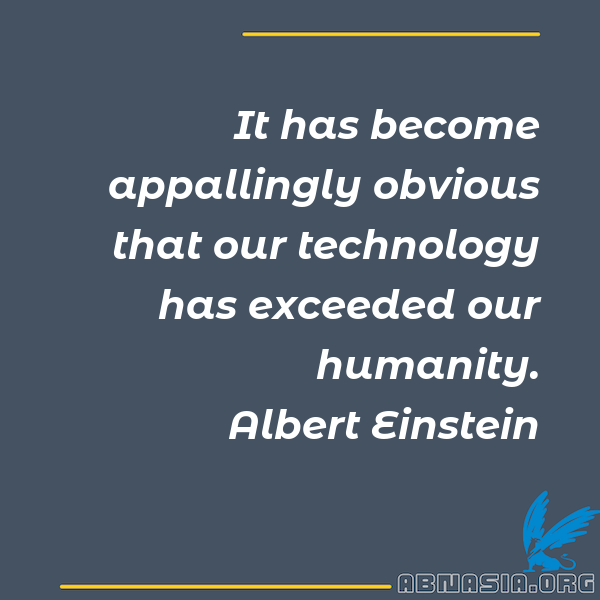 It has become
appallingly obvious
that our technology
has exceeded our
humanity.
Albert Einstein
ABNASIA.ORG